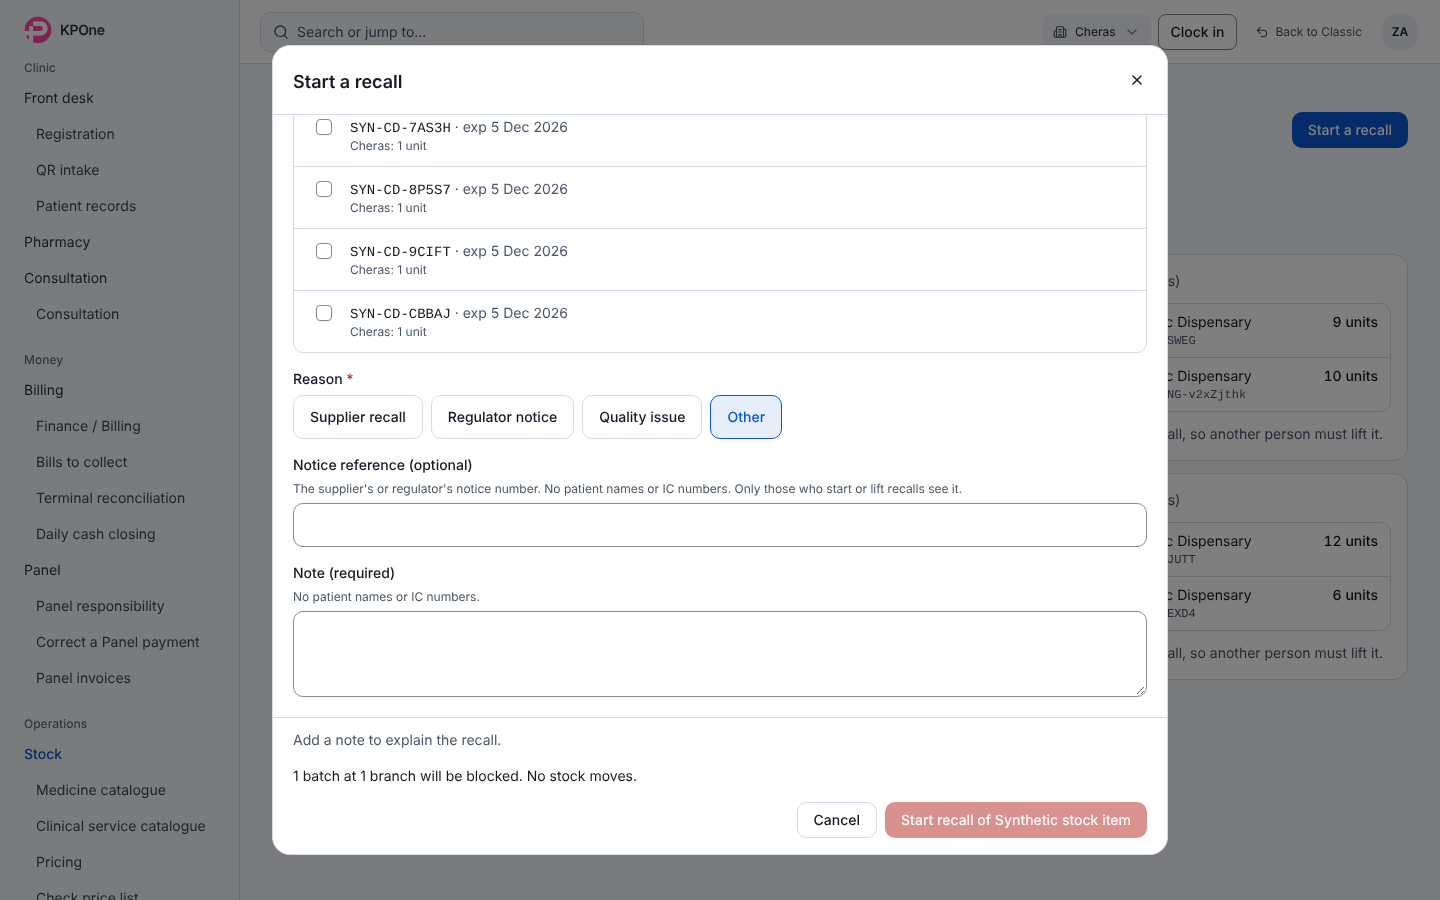 KPOne
Search or jump to...
Cheras
Clock in
Back to Classic
ZA
Clinic
Front desk
Registration
QR intake
Patient records
Pharmacy
Consultation
Consultation
Money
Billing
Finance / Billing
Bills to collect
Terminal reconciliation
Daily cash closing
Panel
Panel responsibility
Correct a Panel payment
Panel invoices
Operations
Stock
Medicine catalogue
Clinical service catalogue
Pricing
Check price list
Start a recall
SYN-CD-7AS3H · exp 5 Dec 2026
Cheras: 1 unit
SYN-CD-8P5S7 · exp 5 Dec 2026
Cheras: 1 unit
SYN-CD-9CIFT · exp 5 Dec 2026
Cheras: 1 unit
SYN-CD-CBBAJ · exp 5 Dec 2026
Cheras: 1 unit
Reason *
Supplier recall
Regulator notice
Quality issue
Other
Notice reference (optional)
The supplier's or regulator's notice number. No patient names or IC numbers. Only those who start or lift recalls see it.
Note (required)
No patient names or IC numbers.
Add a note to explain the recall.
1 batch at 1 branch will be blocked. No stock moves.
Cancel
Start recall of Synthetic stock item
Start a recall
s)
c Dispensary
9 units
SWEG
c Dispensary
10 units
NG-v2xZjthk
all, so another person must lift it.
s)
c Dispensary
12 units
JUTT
c Dispensary
6 units
EXD4
all, so another person must lift it.